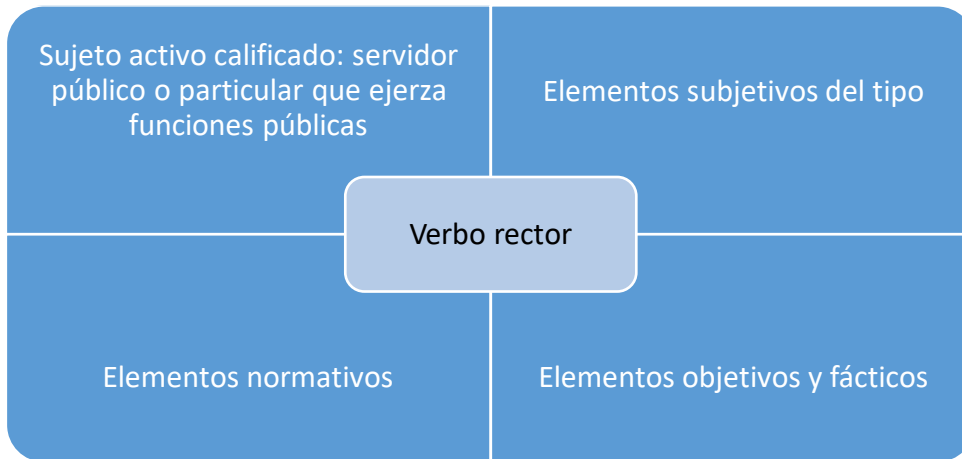 Sujeto activo calificado: servidor
público o particular que ejerza
funciones públicas
Elementos subjetivos del tipo
Verbo rector
Elementos normativos
Elementos objetivos y fácticos